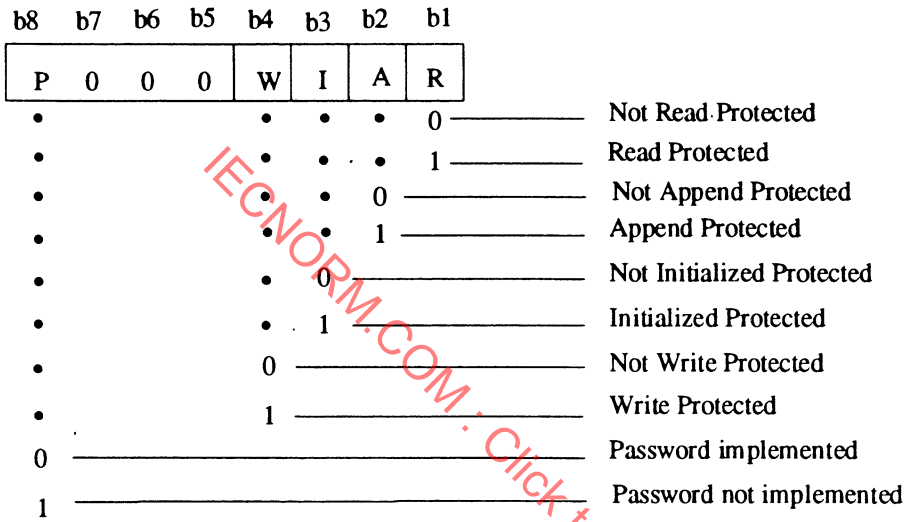 b8 b7 b6 b5 b4 b3 b2 b1
P 0 0 0 W I A R
• • • • 0 Not Read Protected
• • • • 1 Read Protected
• • • 0 Not Append Protected
• • • 1 Append Protected
• • 0 Not Initialized Protected
• • 1 Initialized Protected
• 0 Not Write Protected
• 1 Write Protected
0 Password implemented
1 Password not implemented
IECNORM.COM : Click t